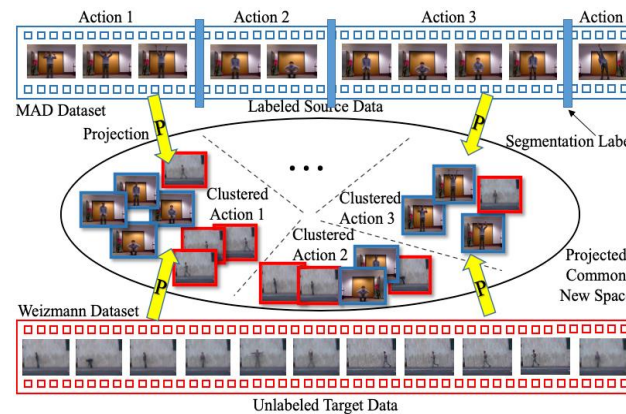 Action 1
Action 2
Action 3
Action
MAD Dataset
Labeled Source Data
Projection
P
P
Segmentation Labe
...
Clustered
Action 1
Clustered
Action 3
Clustered
Action 2
Projected
Common
New Space
Weizmann Dataset
P
P
Unlabeled Target Data